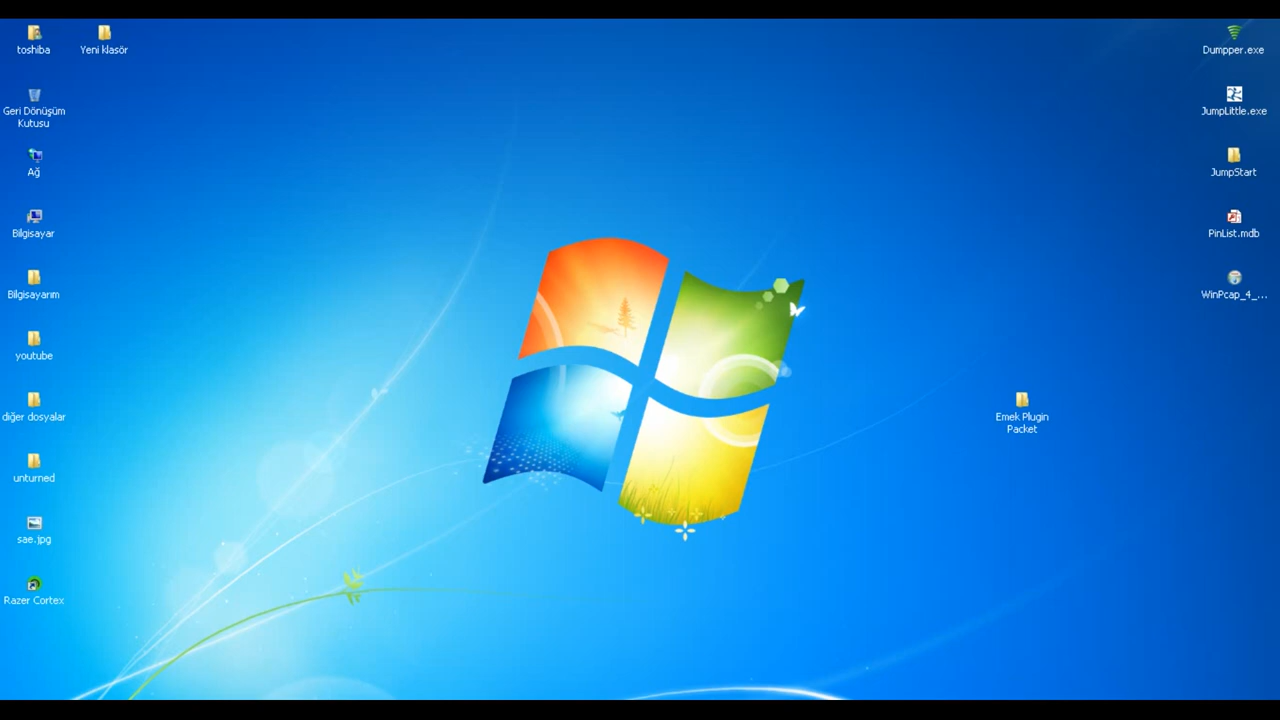 toshiba
Yeni klasör
Geri Dönüşüm
Kutusu
Ağ
Bilgisayar
Bilgisayarım
youtube
diğer dosyalar
unturned
sae.jpg
Razer Cortex
Emek Plugin
Packet
Dumpper.exe
JumpLittle.exe
JumpStart
PinList.mdb
WinPcap_4_...